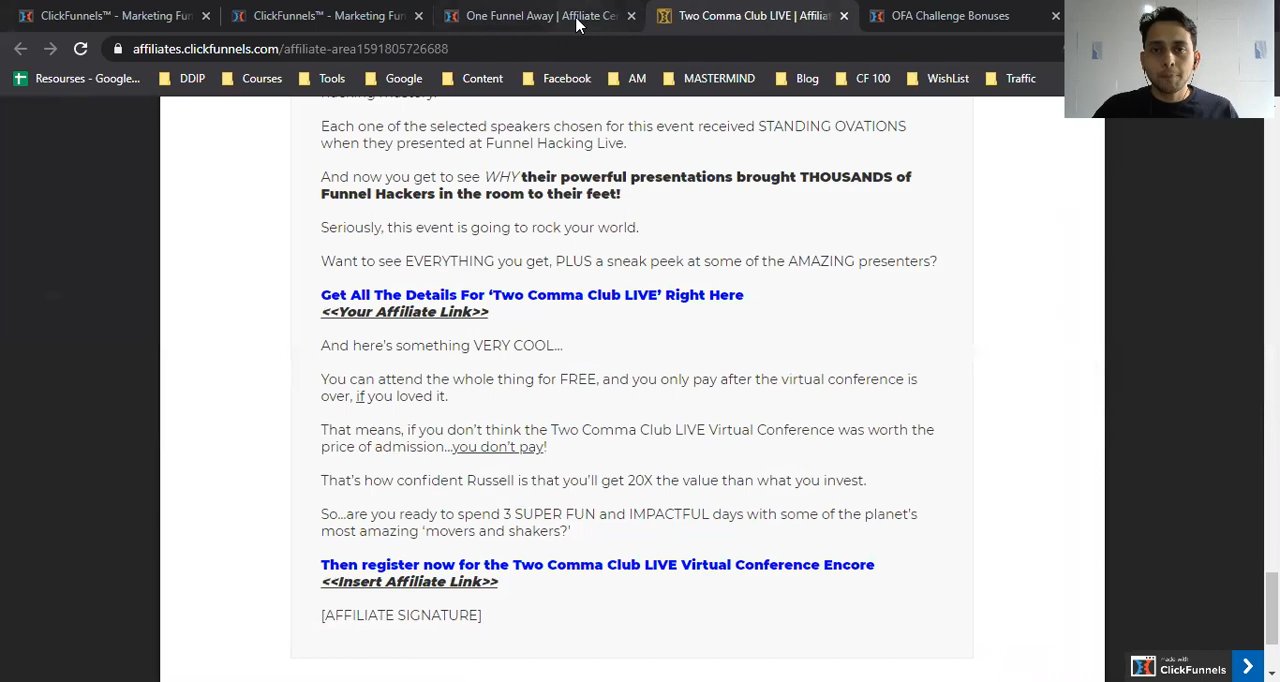 ClickFunnels™ - Marketing Fun
ClickFunnels™ - Marketing Fun
One Funnel Away | Affiliate Ce
Two Comma Club LIVE | Affilia
OFA Challenge Bonuses
affiliates.clickfunnels.com/affiliate-area1591805726688
Resourses - Google...
DDIP
Courses
Tools
Google
Content
Facebook
AM
MASTERMIND
Blog
CF 100
WishList
Traffic
hacking mastery.
Each one of the selected speakers chosen for this event received STANDING OVATIONS
when they presented at Funnel Hacking Live.
And now you get to see WHY their powerful presentations brought THOUSANDS of
Funnel Hackers in the room to their feet!
Seriously, this event is going to rock your world.
Want to see EVERYTHING you get, PLUS a sneak peek at some of the AMAZING presenters?
Get All The Details For ‘Two Comma Club LIVE’ Right Here
<<Your Affiliate Link>>
And here’s something VERY COOL…
You can attend the whole thing for FREE, and you only pay after the virtual conference is
over, if you loved it.
That means, if you don’t think the Two Comma Club LIVE Virtual Conference was worth the
price of admission…you don’t pay!
That’s how confident Russell is that you’ll get 20X the value than what you invest.
So…are you ready to spend 3 SUPER FUN and IMPACTFUL days with some of the planet’s
most amazing ‘movers and shakers?’
Then register now for the Two Comma Club LIVE Virtual Conference Encore
<<Insert Affiliate Link>>
[AFFILIATE SIGNATURE]
made with
ClickFunnels